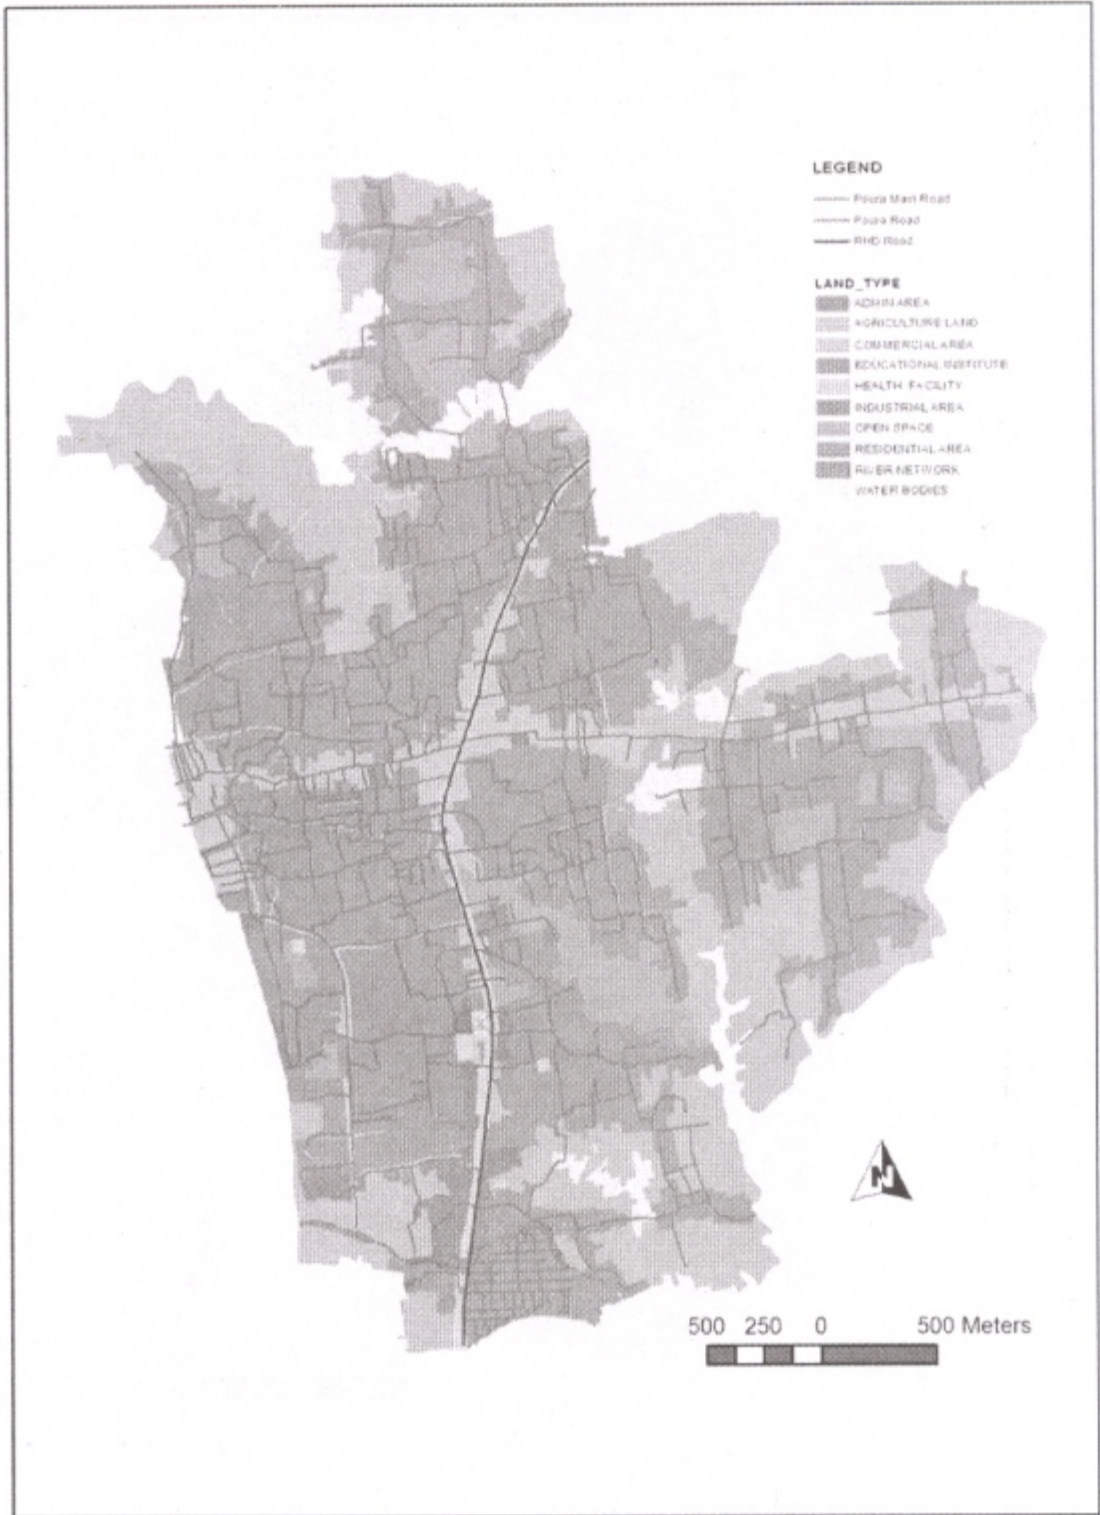 LEGEND
Poura Main Road
Poura Road
RHD Road
LAND_TYPE
ADMIN AREA
AGRICULTURE LAND
COMMERCIAL AREA
EDUCATIONAL INSTITUTE
HEALTH FACILITY
INDUSTRIAL AREA
OPEN SPACE
RESIDENTIAL AREA
RIVER NETWORK
WATER BODIES
N
500 250 0 500 Meters